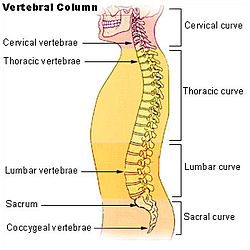 Vertebral Column
Cervical curve
Cervical vertebrae
Thoracic vertebrae
Thoracic curve
Lumbar vertebrae
Lumbar curve
Sacrum
Sacral curve
Coccygeal vertebrae